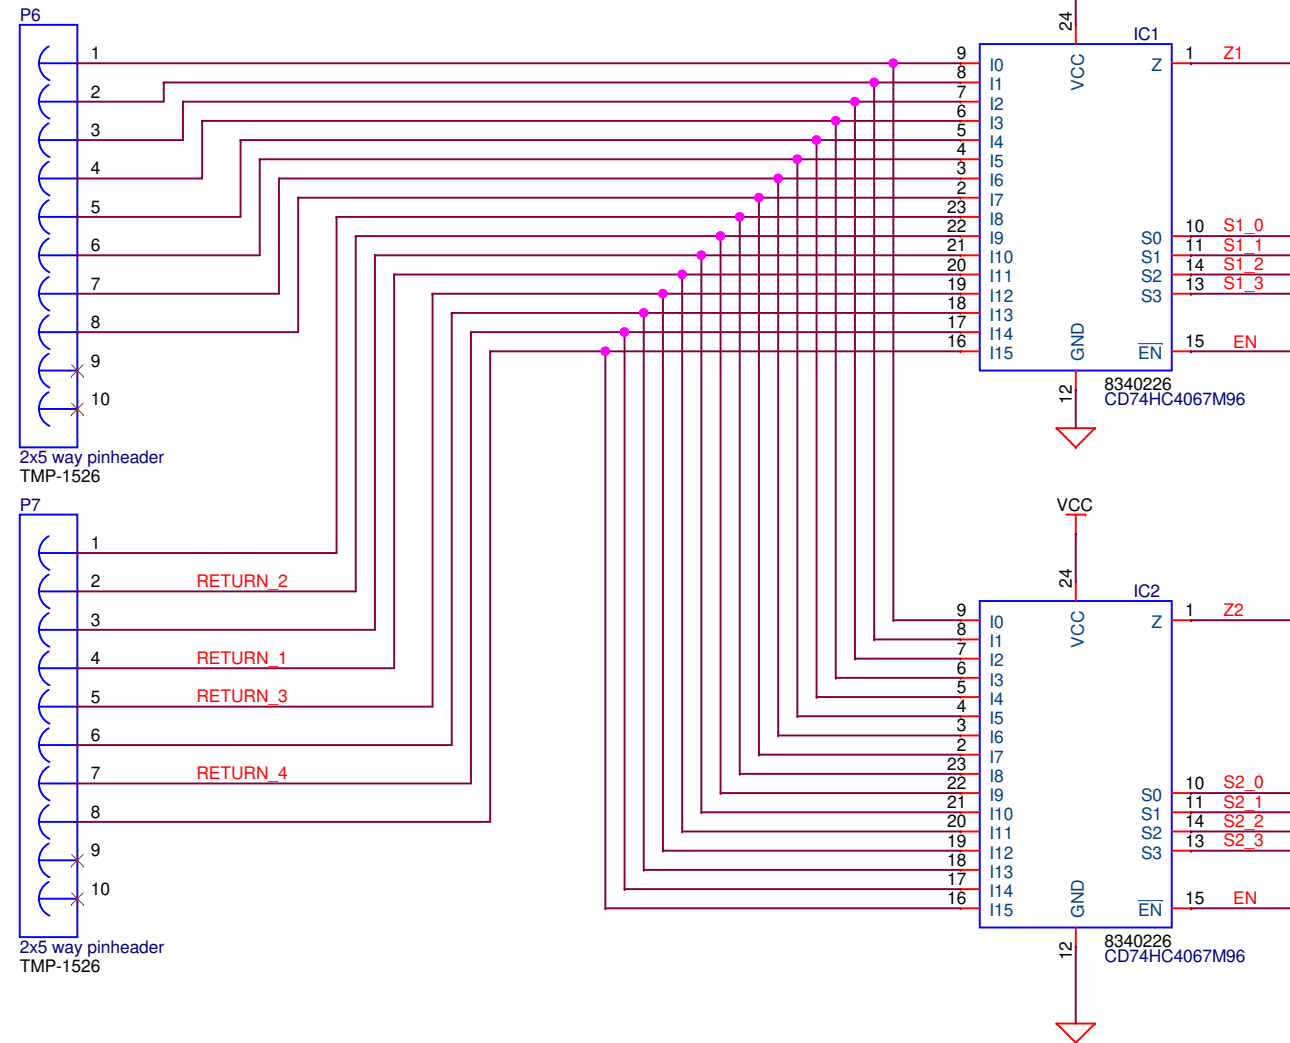 P6
1
2
3
4
5
6
7
8
9
10
2x5 way pinheader
TMP-1526
P7
1
2 RETURN_2
3
4 RETURN_1
5 RETURN_3
6
7 RETURN_4
8
9
10
2x5 way pinheader
TMP-1526
24
IC1
VCC
9 I0 Z 1 Z1
8 I1
7 I2
6 I3
5 I4
4 I5
3 I6
2 I7
23 I8
22 I9 S0 10 S1_0
21 I10 S1 11 S1_1
20 I11 S2 14 S1_2
19 I12 S3 13 S1_3
18 I13
17 I14
16 I15 GND EN 15 EN
12
8340226
CD74HC4067M96
VCC
24
IC2
VCC
9 I0 Z 1 Z2
8 I1
7 I2
6 I3
5 I4
4 I5
3 I6
2 I7
23 I8
22 I9 S0 10 S2_0
21 I10 S1 11 S2_1
20 I11 S2 14 S2_2
19 I12 S3 13 S2_3
18 I13
17 I14
16 I15 GND EN 15 EN
12
8340226
CD74HC4067M96